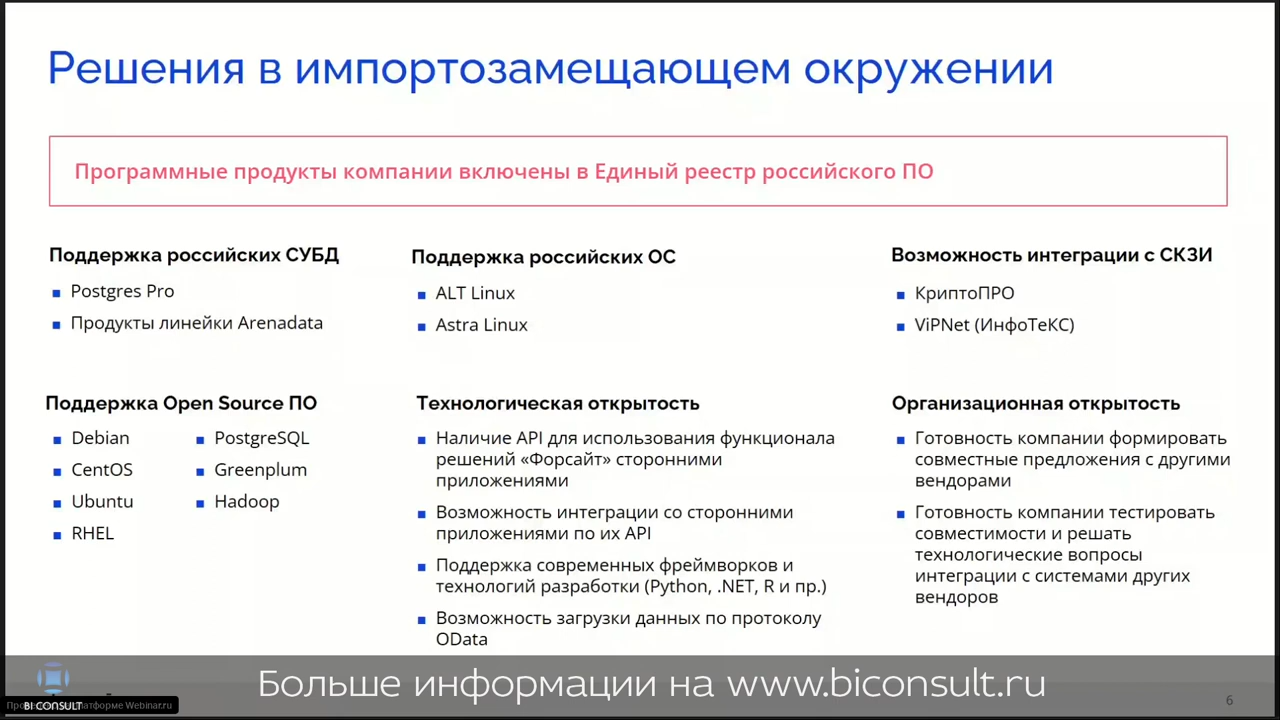 Решения в импортозамещающем окружении
Программные продукты компании включены в Единый реестр российского ПО
Поддержка российских СУБД
Postgres Pro
Продукты линейки Arenadata
Поддержка российских ОС
ALT Linux
Astra Linux
Возможность интеграции с СКЗИ
КриптоПРО
ViPNet (ИнфоТеКС)
Поддержка Open Source ПО
Debian
CentOS
Ubuntu
RHEL
PostgreSQL
Greenplum
Hadoop
Технологическая открытость
Наличие API для использования функционала
решений «Форсайт» сторонними
приложениями
Возможность интеграции со сторонними
приложениями по их API
Поддержка современных фреймворков и
технологий разработки (Python, .NET, R и пр.)
Возможность загрузки данных по протоколу
OData
Организационная открытость
Готовность компании формировать
совместные предложения с другими
вендорами
Готовность компании тестировать
совместимости и решать
технологические вопросы
интеграции с системами других
вендоров
Больше информации на www.biconsult.ru
BI CONSULT
Webinar.ru
6